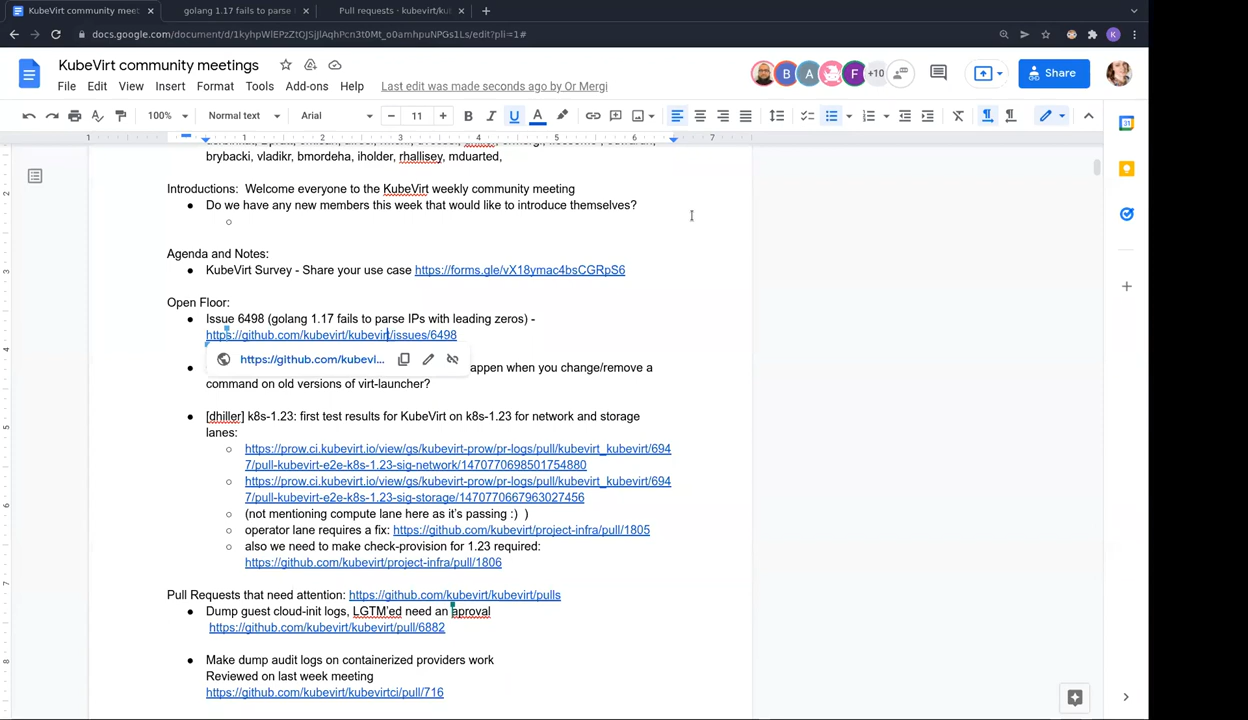 KubeVirt community meet
golang 1.17 fails to parse
Pull requests · kubevirt/ku
KubeVirt community meetings
File Edit View Insert Format Tools Add-ons Help
Last edit was made seconds ago by Or Mergi
B A F +10
Share
100% Normal text Arial 11 B I U A
1 1 2 3 4 5 6 7
brybacki, vladikr, bmordeha, iholder, rhallisey, mduarted,
Introductions: Welcome everyone to the KubeVirt weekly community meeting
● Do we have any new members this week that would like to introduce themselves?
○
Agenda and Notes:
● KubeVirt Survey - Share your use case https://forms.gle/vX18ymac4bsCGRpS6
Open Floor:
● Issue 6498 (golang 1.17 fails to parse IPs with leading zeros) -
https://github.com/kubevirt/kubevirt/issues/6498
https://github.com/kubevi...
appen when you change/remove a
command on old versions of virt-launcher?
● [dhiller] k8s-1.23: first test results for KubeVirt on k8s-1.23 for network and storage
lanes:
○ https://prow.ci.kubevirt.io/view/gs/kubevirt-prow/pr-logs/pull/kubevirt_kubevirt/694
7/pull-kubevirt-e2e-k8s-1.23-sig-network/1470770698501754880
○ https://prow.ci.kubevirt.io/view/gs/kubevirt-prow/pr-logs/pull/kubevirt_kubevirt/694
7/pull-kubevirt-e2e-k8s-1.23-sig-storage/1470770667963027456
○ (not mentioning compute lane here as it's passing :) )
○ operator lane requires a fix: https://github.com/kubevirt/project-infra/pull/1805
○ also we need to make check-provision for 1.23 required:
https://github.com/kubevirt/project-infra/pull/1806
Pull Requests that need attention: https://github.com/kubevirt/kubevirt/pulls
● Dump guest cloud-init logs, LGTM'ed need an aproval
https://github.com/kubevirt/kubevirt/pull/6882
● Make dump audit logs on containerized providers work
Reviewed on last week meeting
https://github.com/kubevirt/kubevirtci/pull/716